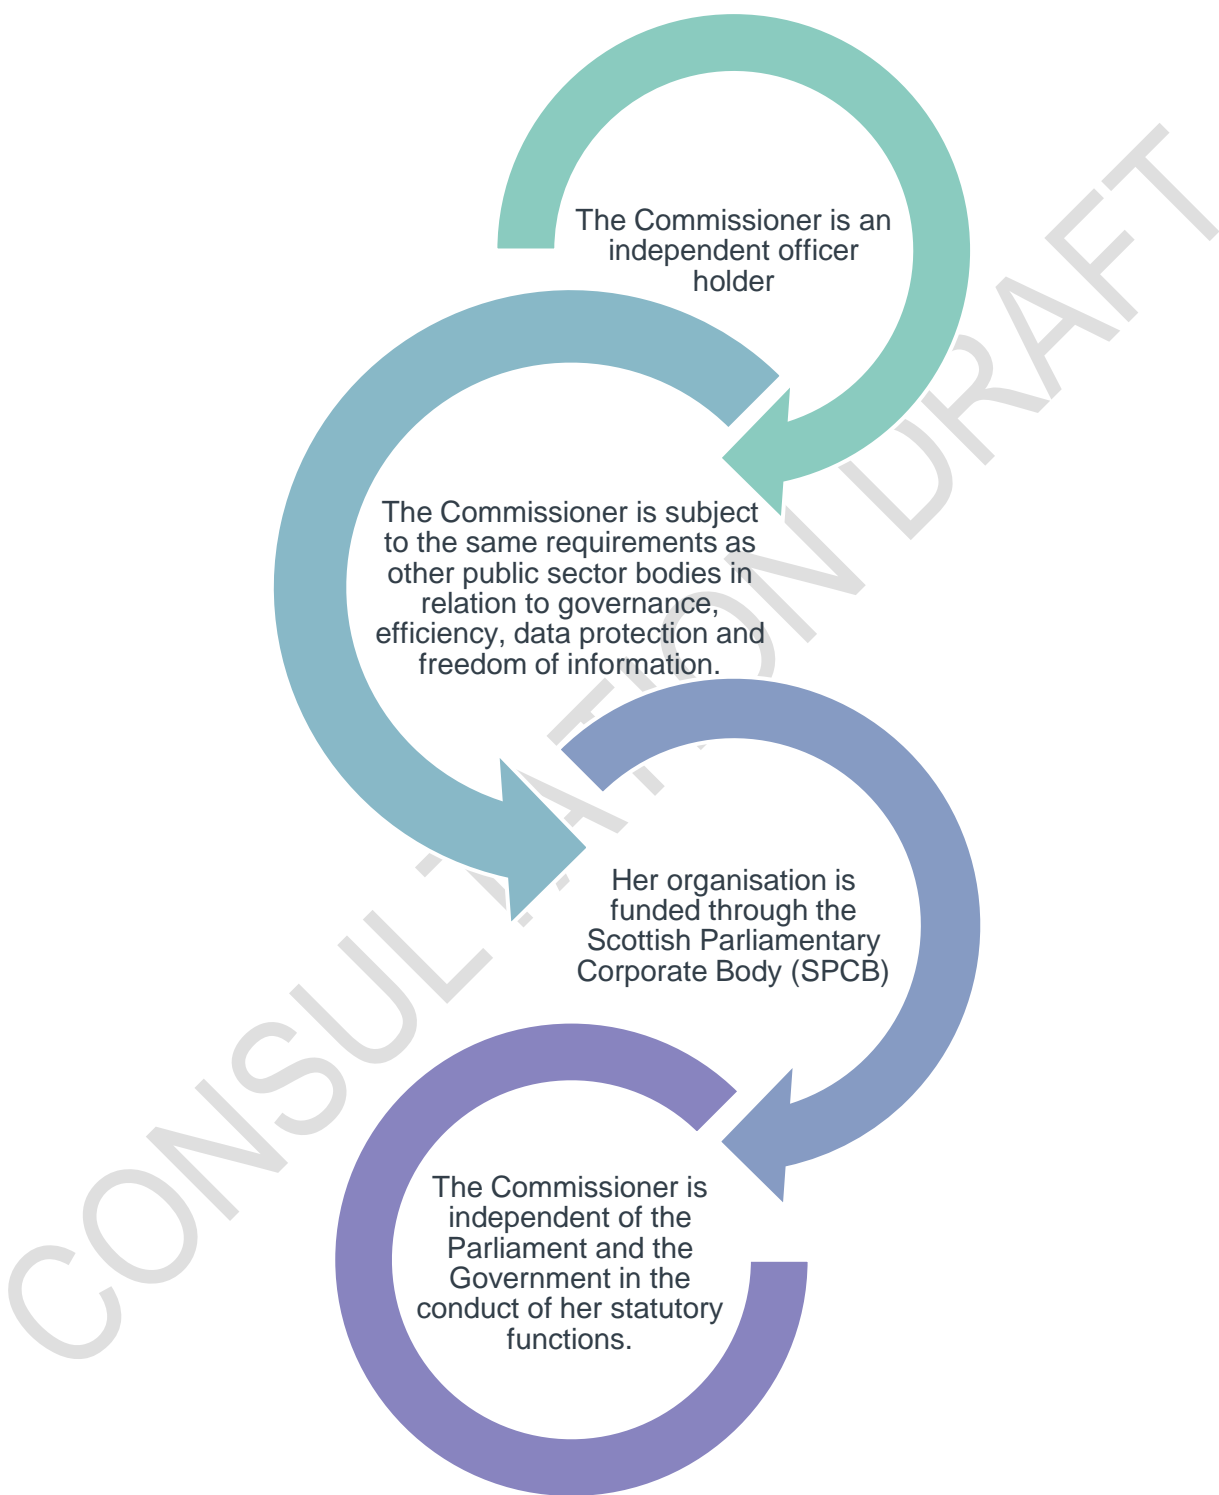 The Commissioner is an
independent officer
holder
The Commissioner is subject
to the same requirements as
other public sector bodies in
relation to governance,
efficiency, data protection and
freedom of information.
Her organisation is
funded through the
Scottish Parliamentary
Corporate Body (SPCB)
The Commissioner is
independent of the
Parliament and the
Government in the
conduct of her statutory
functions.
CONSULTATION DRAFT